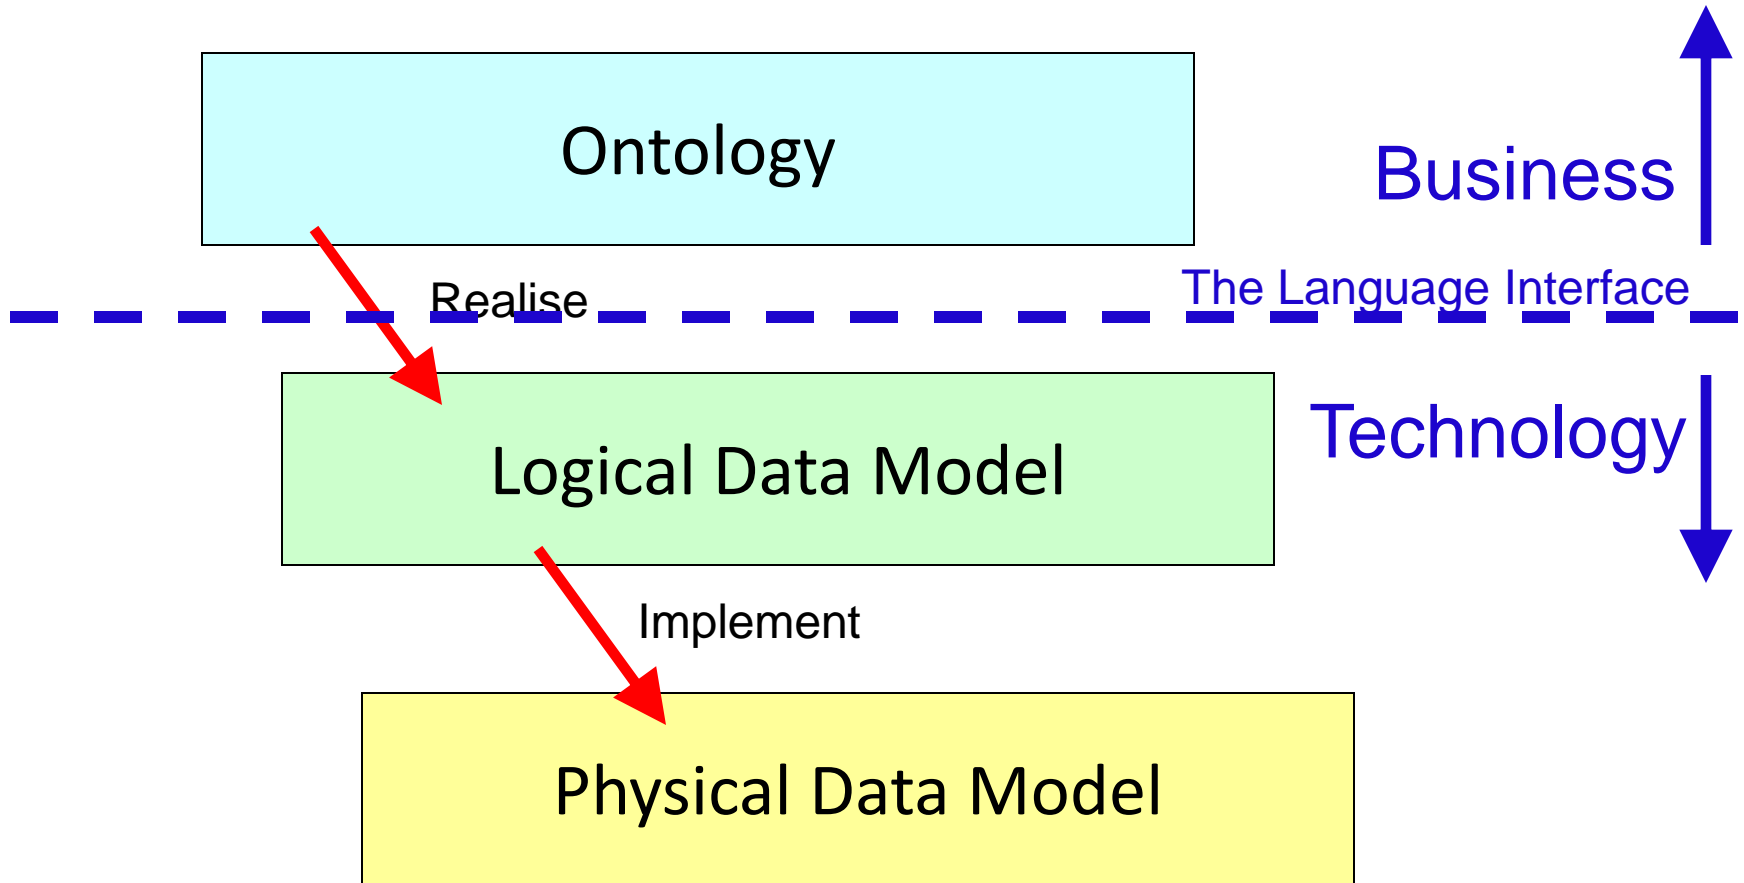 Ontology
Business
Realise
The Language Interface
Logical Data Model
Technology
Implement
Physical Data Model